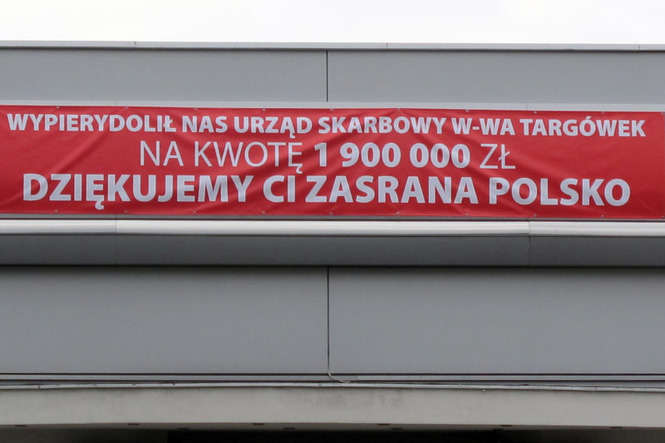 WYPIERYDOLIŁ NAS URZĄD SKARBOWY W-WA TARGÓWEK
NA KWOTĘ 1 900 000 ZŁ
DZIĘKUJEMY CI ZASRANA POLSKO